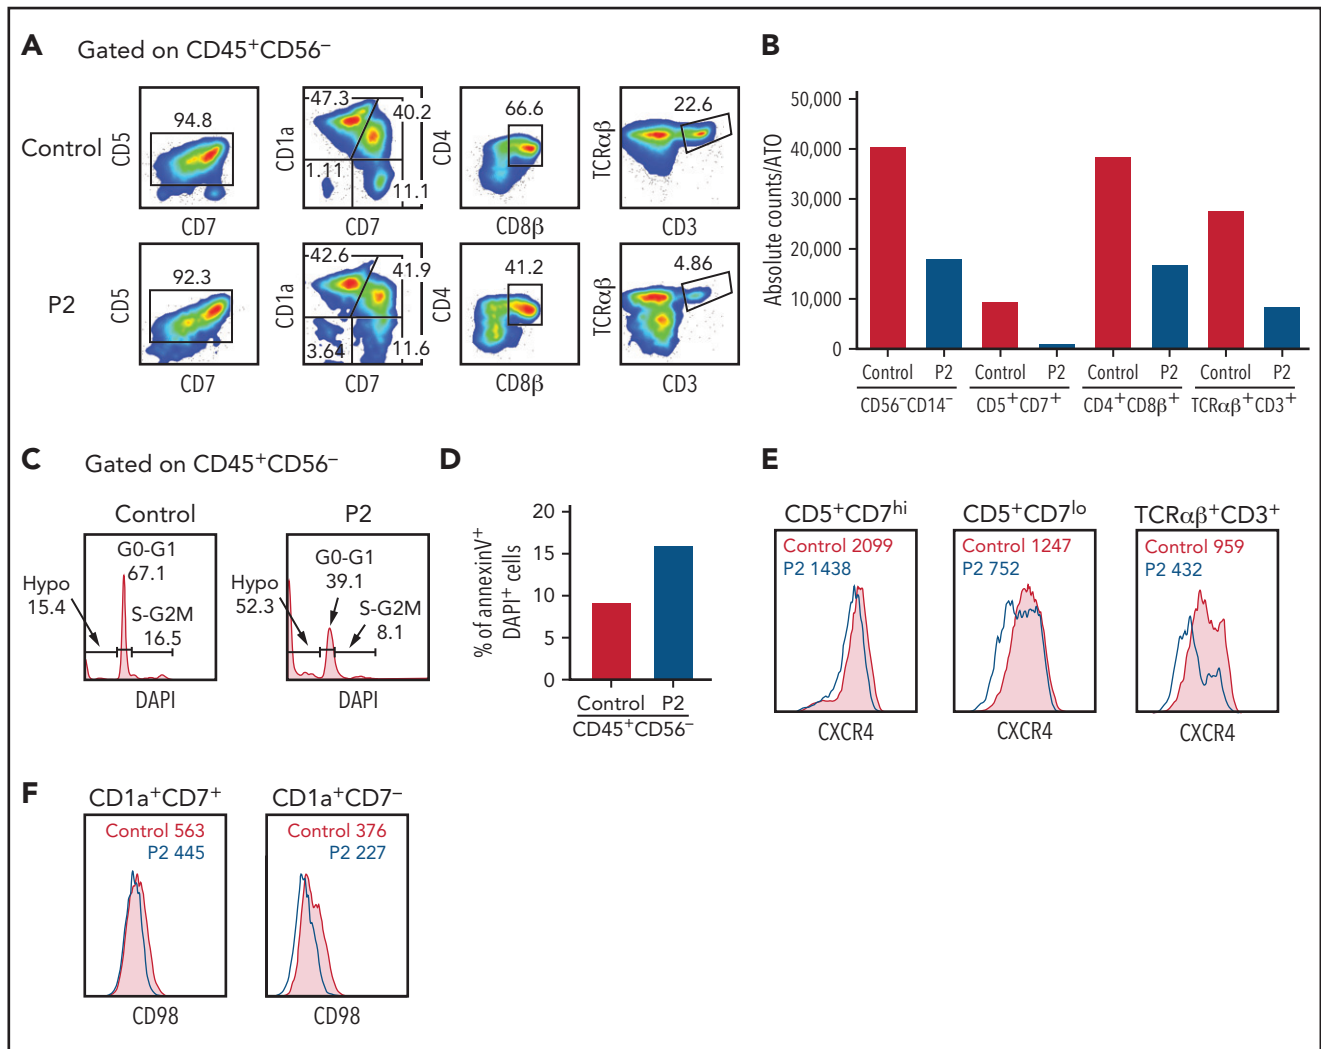 A Gated on CD45+CD56–
Control
CD5
94.8
CD7
CD1a
47.3
40.2
1.11
11.1
CD7
CD4
66.6
CD8β
TCRαβ
22.6
CD3
P2
CD5
92.3
CD7
CD1a
42.6
41.9
3.64
11.6
CD7
CD4
41.2
CD8β
TCRαβ
4.86
CD3
B
Absolute counts/ATO
50,000
40,000
30,000
20,000
10,000
0
Control P2 Control P2 Control P2 Control P2
CD56–CD14– CD5+CD7+ CD4+CD8β+ TCRαβ+CD3+
C Gated on CD45+CD56–
Control
G0-G1
67.1
Hypo
15.4
S-G2M
16.5
DAPI
P2
G0-G1
39.1
Hypo
52.3
S-G2M
8.1
DAPI
D
% of annexinV+
DAPI+ cells
20
15
10
5
0
Control P2
CD45+CD56–
E
CD5+CD7hi
Control 2099
P2 1438
CXCR4
CD5+CD7lo
Control 1247
P2 752
CXCR4
TCRαβ+CD3+
Control 959
P2 432
CXCR4
F
CD1a+CD7+
Control 563
P2 445
CD98
CD1a+CD7–
Control 376
P2 227
CD98